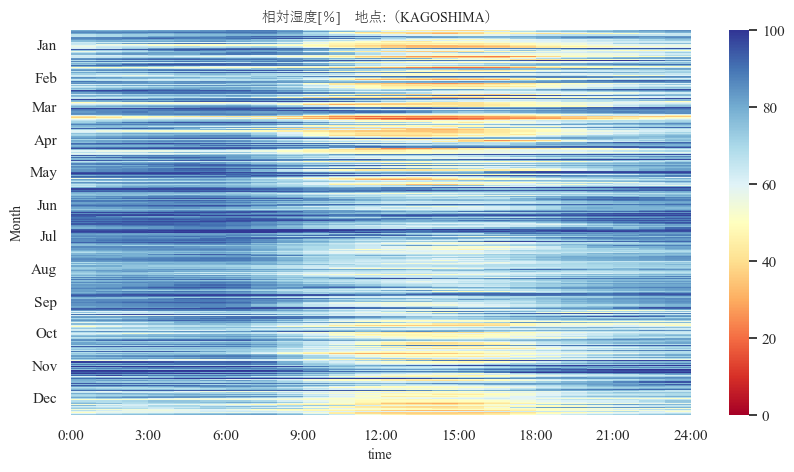 相対湿度[%] 地点:（KAGOSHIMA）
Month
Jan
Feb
Mar
Apr
May
Jun
Jul
Aug
Sep
Oct
Nov
Dec
0:00 3:00 6:00 9:00 12:00 15:00 18:00 21:00 24:00
time
100
80
60
40
20
0